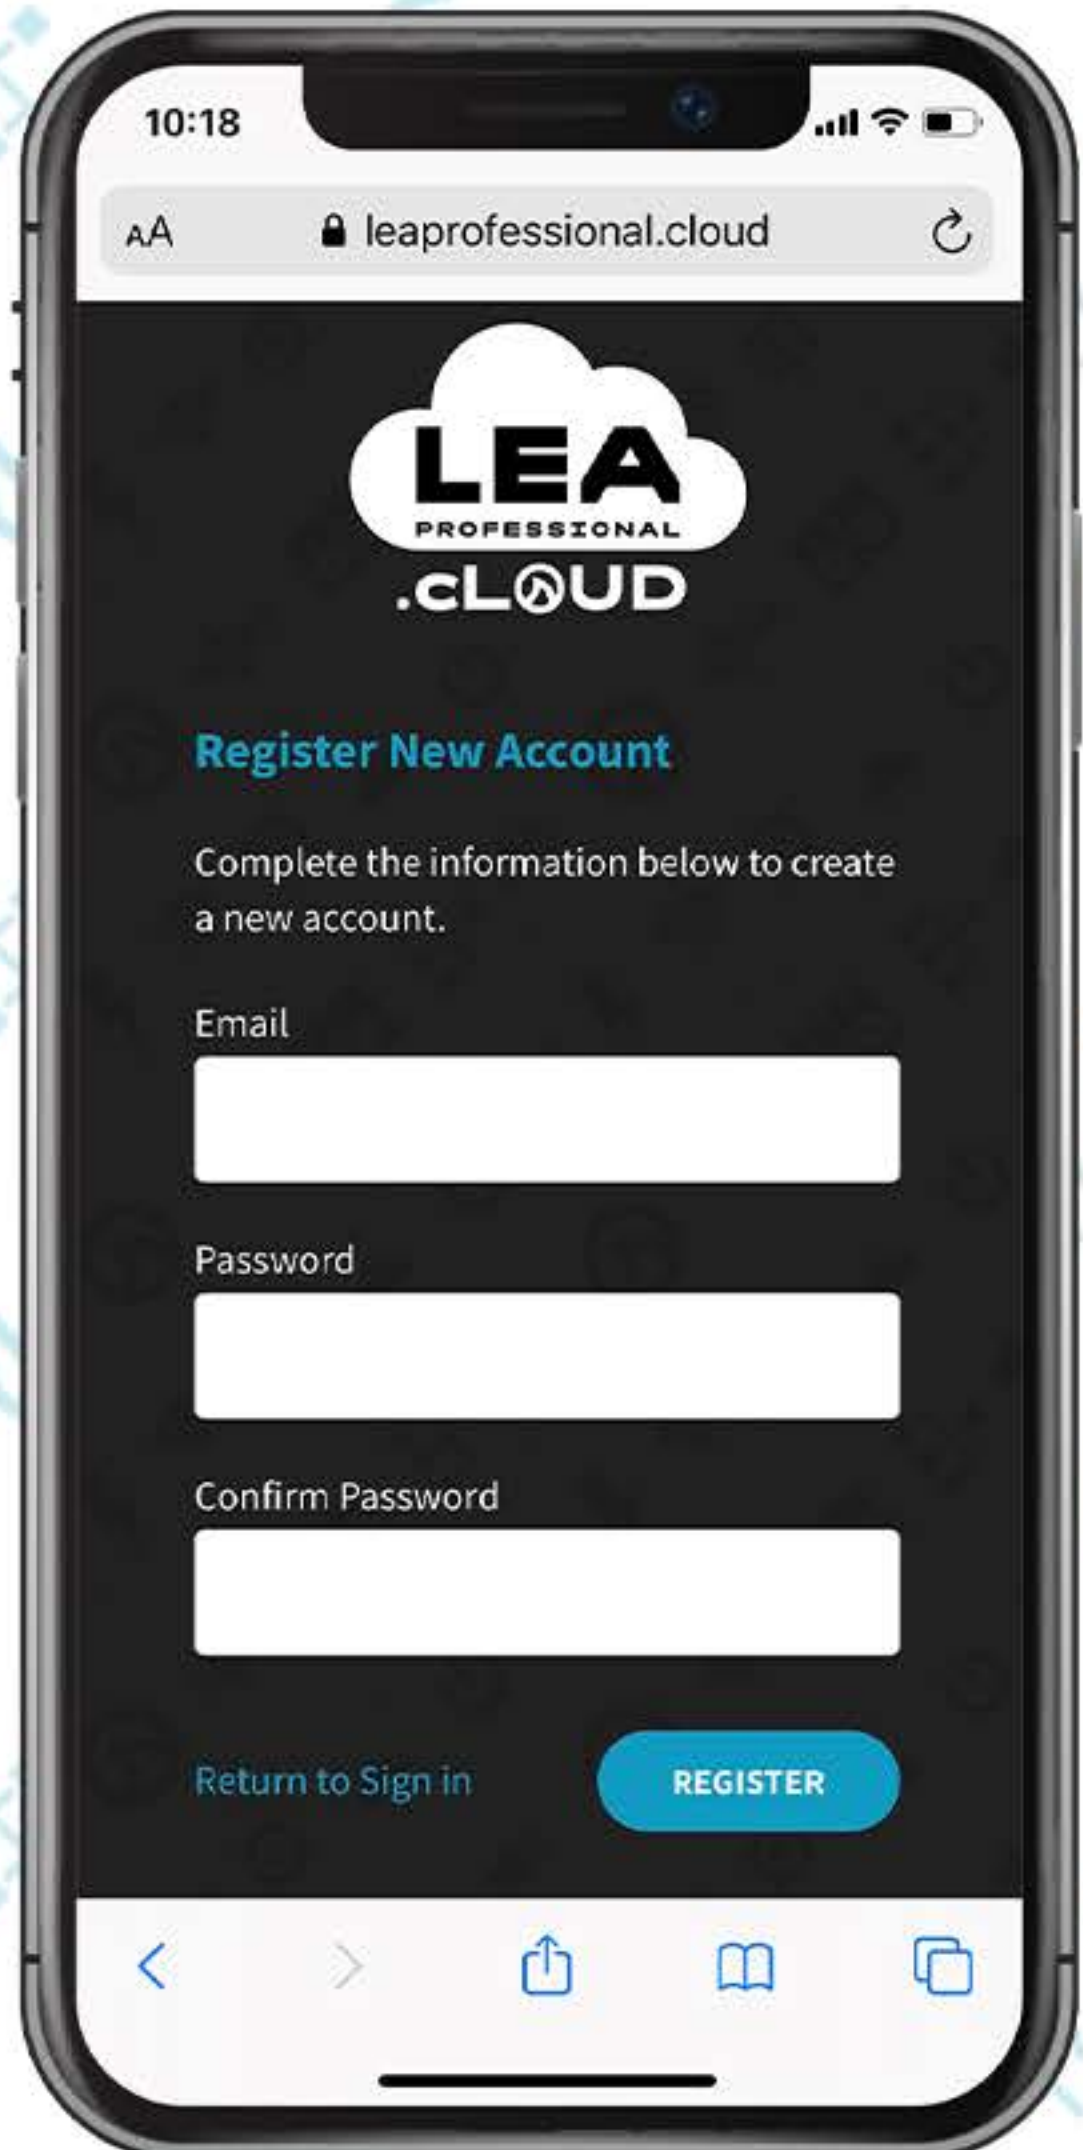 10:18
AA leaprofessional.cloud
LEA
PROFESSIONAL
.cLOUD
Register New Account
Complete the information below to create
a new account.
Email
Password
Confirm Password
Return to Sign in REGISTER